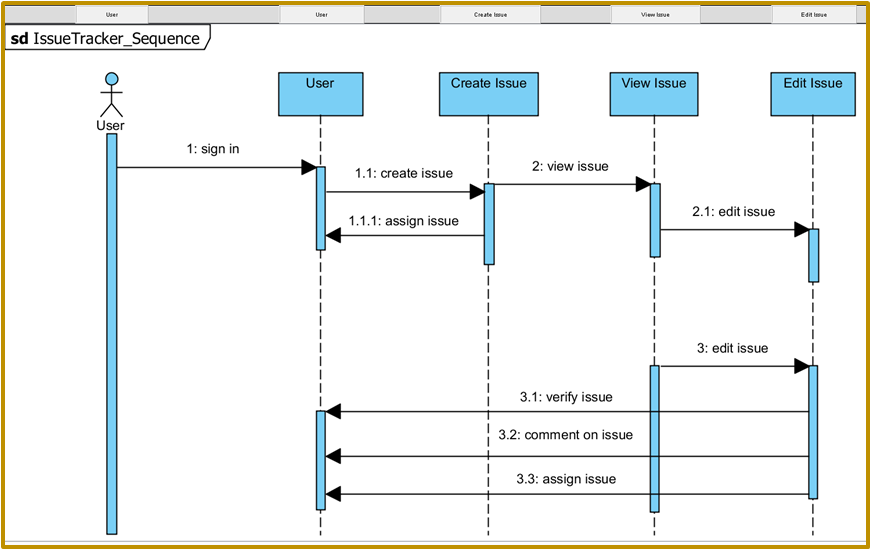 User User Create Issue View Issue Edit Issue
sd IssueTracker_Sequence
User Create Issue View Issue Edit Issue
User
1: sign in
1.1: create issue
2: view issue
1.1.1: assign issue
2.1: edit issue
3: edit issue
3.1: verify issue
3.2: comment on issue
3.3: assign issue